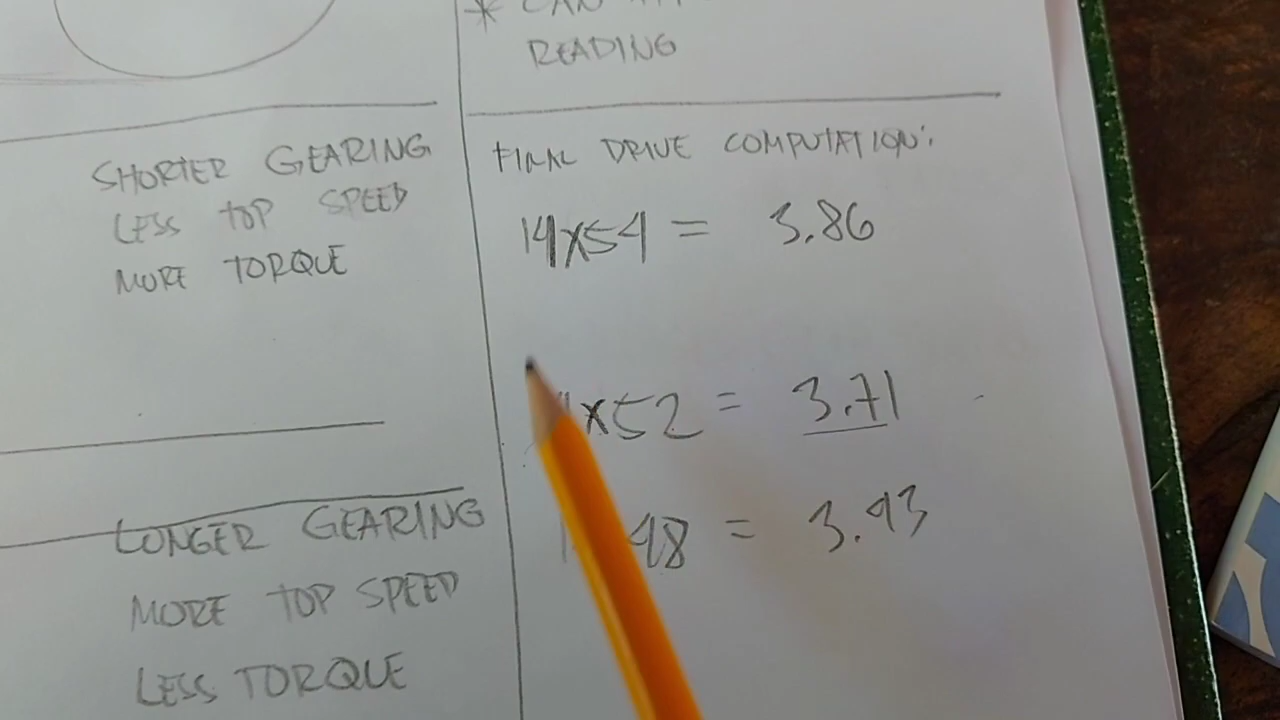 SHORTER GEARING
LESS TOP SPEED
MORE TORQUE
LONGER GEARING
MORE TOP SPEED
LESS TORQUE
* CAN
READING
FINAL DRIVE COMPUTATION:
14x54 = 3.86
x52 = 3.71
48 = 3.43